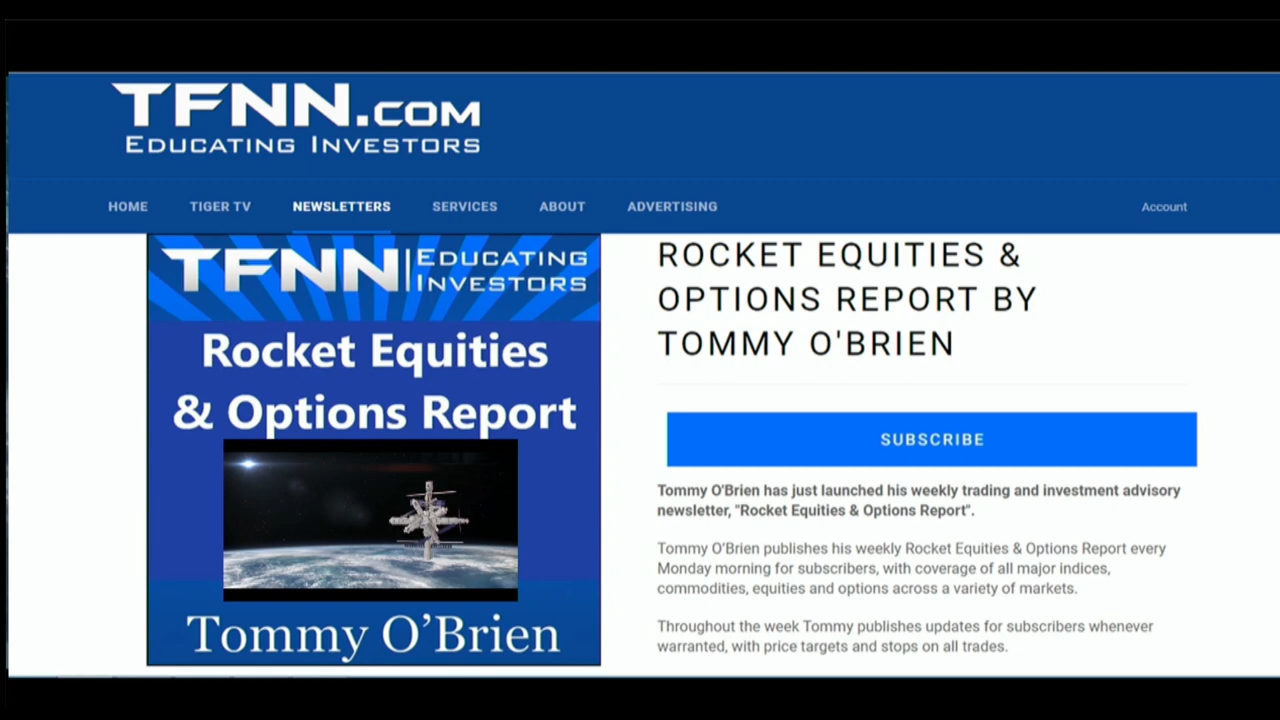 TFNN.COM
EDUCATING INVESTORS
HOME TIGER TV NEWSLETTERS SERVICES ABOUT ADVERTISING Account
TFNN EDUCATING
INVESTORS
Rocket Equities
& Options Report
Tommy O’Brien
ROCKET EQUITIES &
OPTIONS REPORT BY
TOMMY O'BRIEN
SUBSCRIBE
Tommy O'Brien has just launched his weekly trading and investment advisory
newsletter, "Rocket Equities & Options Report".
Tommy O’Brien publishes his weekly Rocket Equities & Options Report every
Monday morning for subscribers, with coverage of all major indices,
commodities, equities and options across a variety of markets.
Throughout the week Tommy publishes updates for subscribers whenever
warranted, with price targets and stops on all trades.